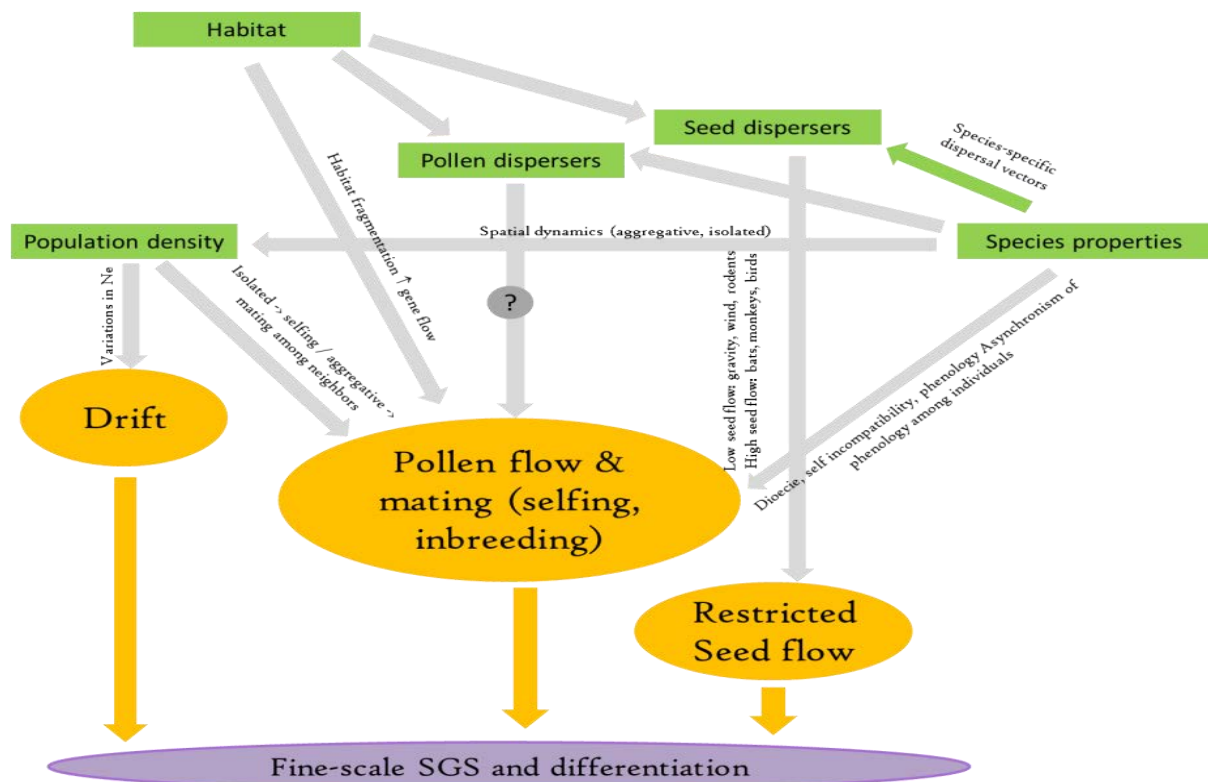 Habitat
Seed dispersers
Pollen dispersers
Species-specific
dispersal vectors
Population density
Spatial dynamics (aggregative, isolated)
Species properties
Habitat fragmentation ↑ gene flow
Variations in Ne
Isolated -> selfing / aggregative ->
mating among neighbors
?
Low seed flow: gravity, wind, rodents
High seed flow: bats, monkeys, birds
Dioecie, self incompatibility, phenology Asynchronism of
phenology among individuals
Drift
Pollen flow &
mating (selfing,
inbreeding)
Restricted
Seed flow
Fine-scale SGS and differentiation